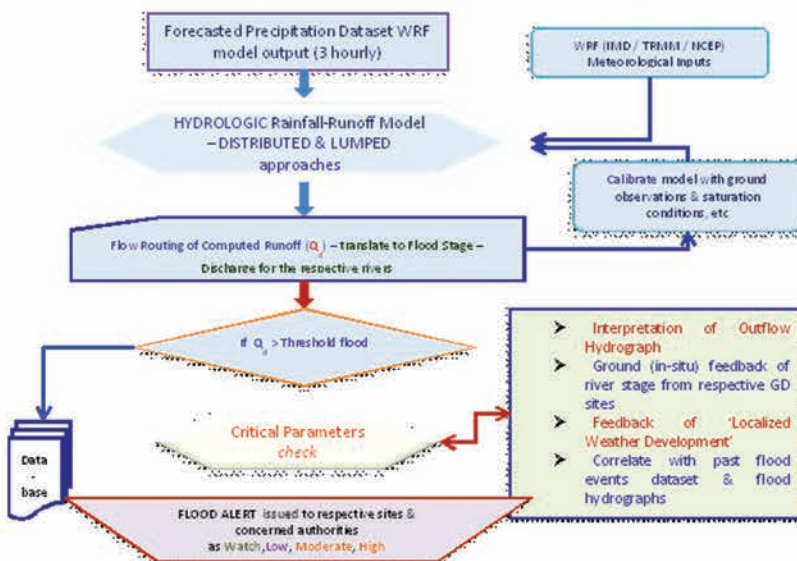 Forecasted Precipitation Dataset WRF
model output (3 hourly)
WRF (IMD / TRMM / NCEP)
Meteorological Inputs
HYDROLOGIC Rainfall-Runoff Model
– DISTRIBUTED & LUMPED
approaches
Calibrate model with ground
observations & saturation
conditions, etc
Flow Routing of Computed Runoff (Qd) – translate to Flood Stage –
Discharge for the respective rivers
If Qd > Threshold flood
➤ Interpretation of Outflow
Hydrograph
➤ Ground (in-situ) feedback of
river stage from respective GD
sites
➤ Feedback of 'Localized
Weather Development'
➤ Correlate with past flood
events dataset & flood
hydrographs
Critical Parameters
check
Data
-
base
FLOOD ALERT issued to respective sites &
concerned authorities
as Watch, Low, Moderate, High